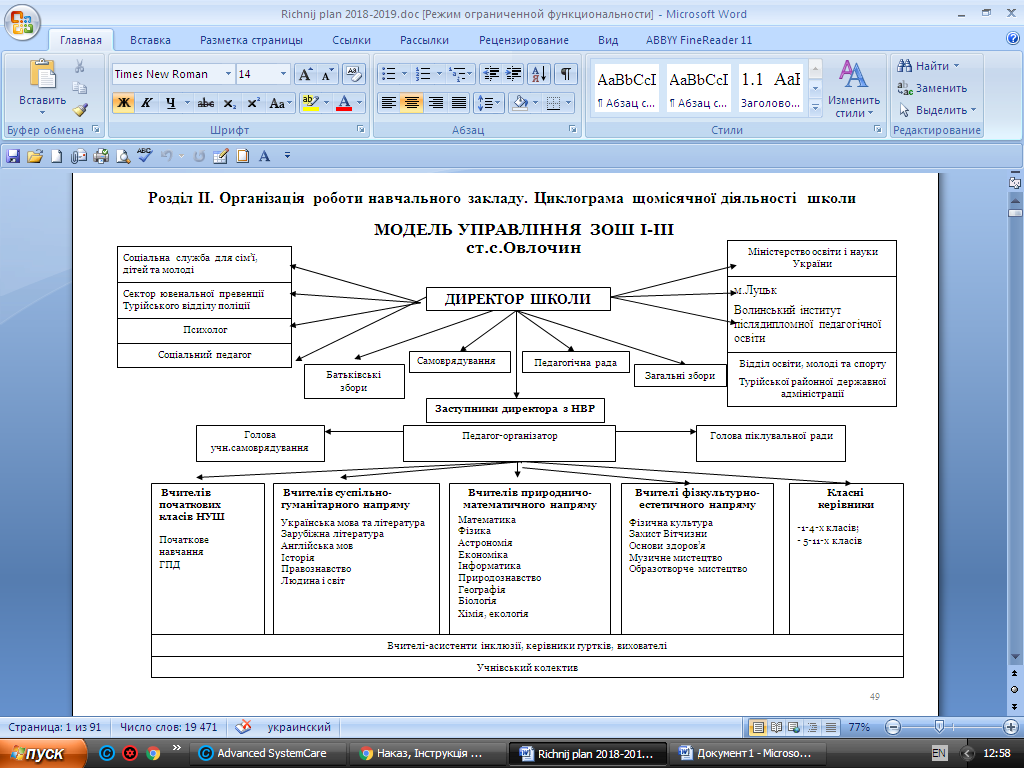 Richnij plan 2018-2019.doc [Режим ограниченной функциональности] - Microsoft Word
Главная Вставка Разметка страницы Ссылки Рассылки Рецензирование Вид ABBYY FineReader 11
Вставить
Буфер обмена
Times New Roman 14
Ж К Ч abc x₂ x² Aa
Шрифт
Абзац
AaBbCcI AaBbCcI 1.1 AaI
¶ Абзац с... ¶ Абзац с... Заголово...
Стили
Изменить стили
Найти
Заменить
Выделить
Редактирование
Розділ ІІ. Організація роботи навчального закладу. Циклограма щомісячної діяльності школи
МОДЕЛЬ УПРАВЛІННЯ ЗОШ І-ІІІ
ст.с.Овлочин
Соціальна служба для сім'ї,
дітей та молоді
Сектор ювенальної превенції
Турійського відділу поліції
Психолог
Соціальний педагог
ДИРЕКТОР ШКОЛИ
Міністерство освіти і науки
України
м.Луцьк
Волинський інститут
післядипломної педагогічної
освіти
Відділ освіти, молоді та спорту
Турійської районної державної
адміністрації
Батьківські
збори
Самоврядування
Педагогічна рада
Загальні збори
Заступники директора з НВР
Голова
учн.самоврядування
Педагог-організатор
Голова піклувальної ради
Вчителів
початкових
класів НУШ
Початкове
навчання
ГПД
Вчителів суспільно-
гуманітарного напряму
Українська мова та література
Зарубіжна література
Англійська мов
Історія
Правознавство
Людина і світ
Вчителів природничо-
математичного напряму
Математика
Фізика
Астрономія
Економіка
Інформатика
Природознавство
Географія
Біологія
Хімія, екологія
Вчителі фізкультурно-
естетичного напряму
Фізична культура
Захист Вітчизни
Основи здоров'я
Музичне мистецтво
Образотворче мистецтво
Класні
керівники
-1-4-х класів;
- 5-11-х класів
Вчителі-асистенти інклюзії, керівники гуртків, вихователі
Учнівський колектив
49
Страница: 1 из 91 Число слов: 19 471 украинский 77%
пуск Advanced SystemCare Наказ, Інструкція ... Richnij plan 2018-201... Документ1 - Microso... EN 12:58